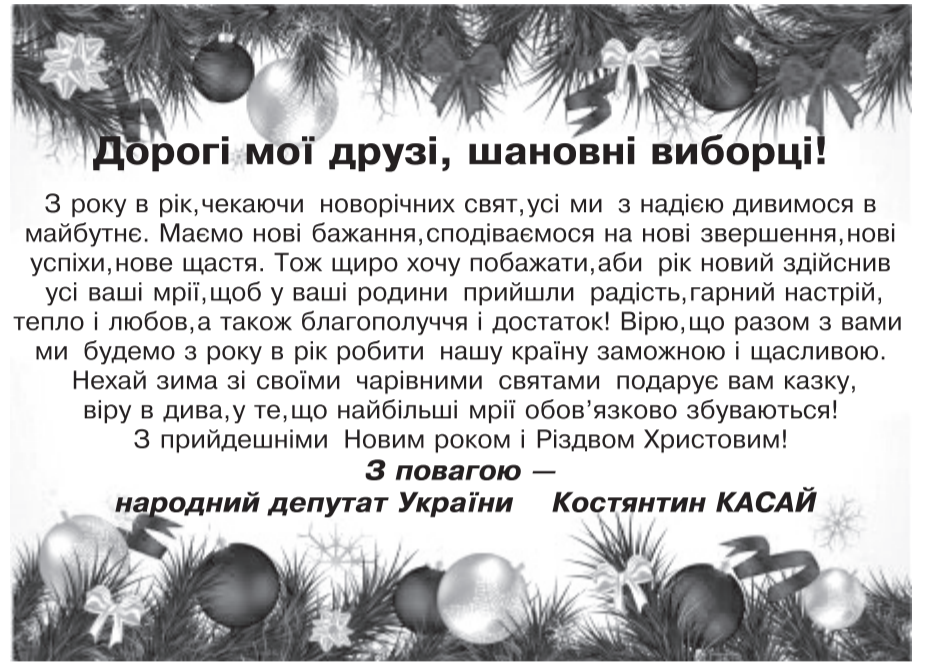 Дорогі мої друзі, шановні виборці!
З року в рік,чекаючи новорічних свят,усі ми з надією дивимося в
майбутнє. Маємо нові бажання,сподіваємося на нові звершення,нові
успіхи,нове щастя. Тож щиро хочу побажати,аби рік новий здійснив
усі ваші мрії,щоб у ваші родини прийшли радість,гарний настрій,
тепло і любов,а також благополуччя і достаток! Вірю,що разом з вами
ми будемо з року в рік робити нашу країну заможною і щасливою.
Нехай зима зі своїми чарівними святами подарує вам казку,
віру в дива,у те,що найбільші мрії обов’язково збуваються!
З прийдешніми Новим роком і Різдвом Христовим!
З повагою —
народний депутат України Костянтин КАСАЙ